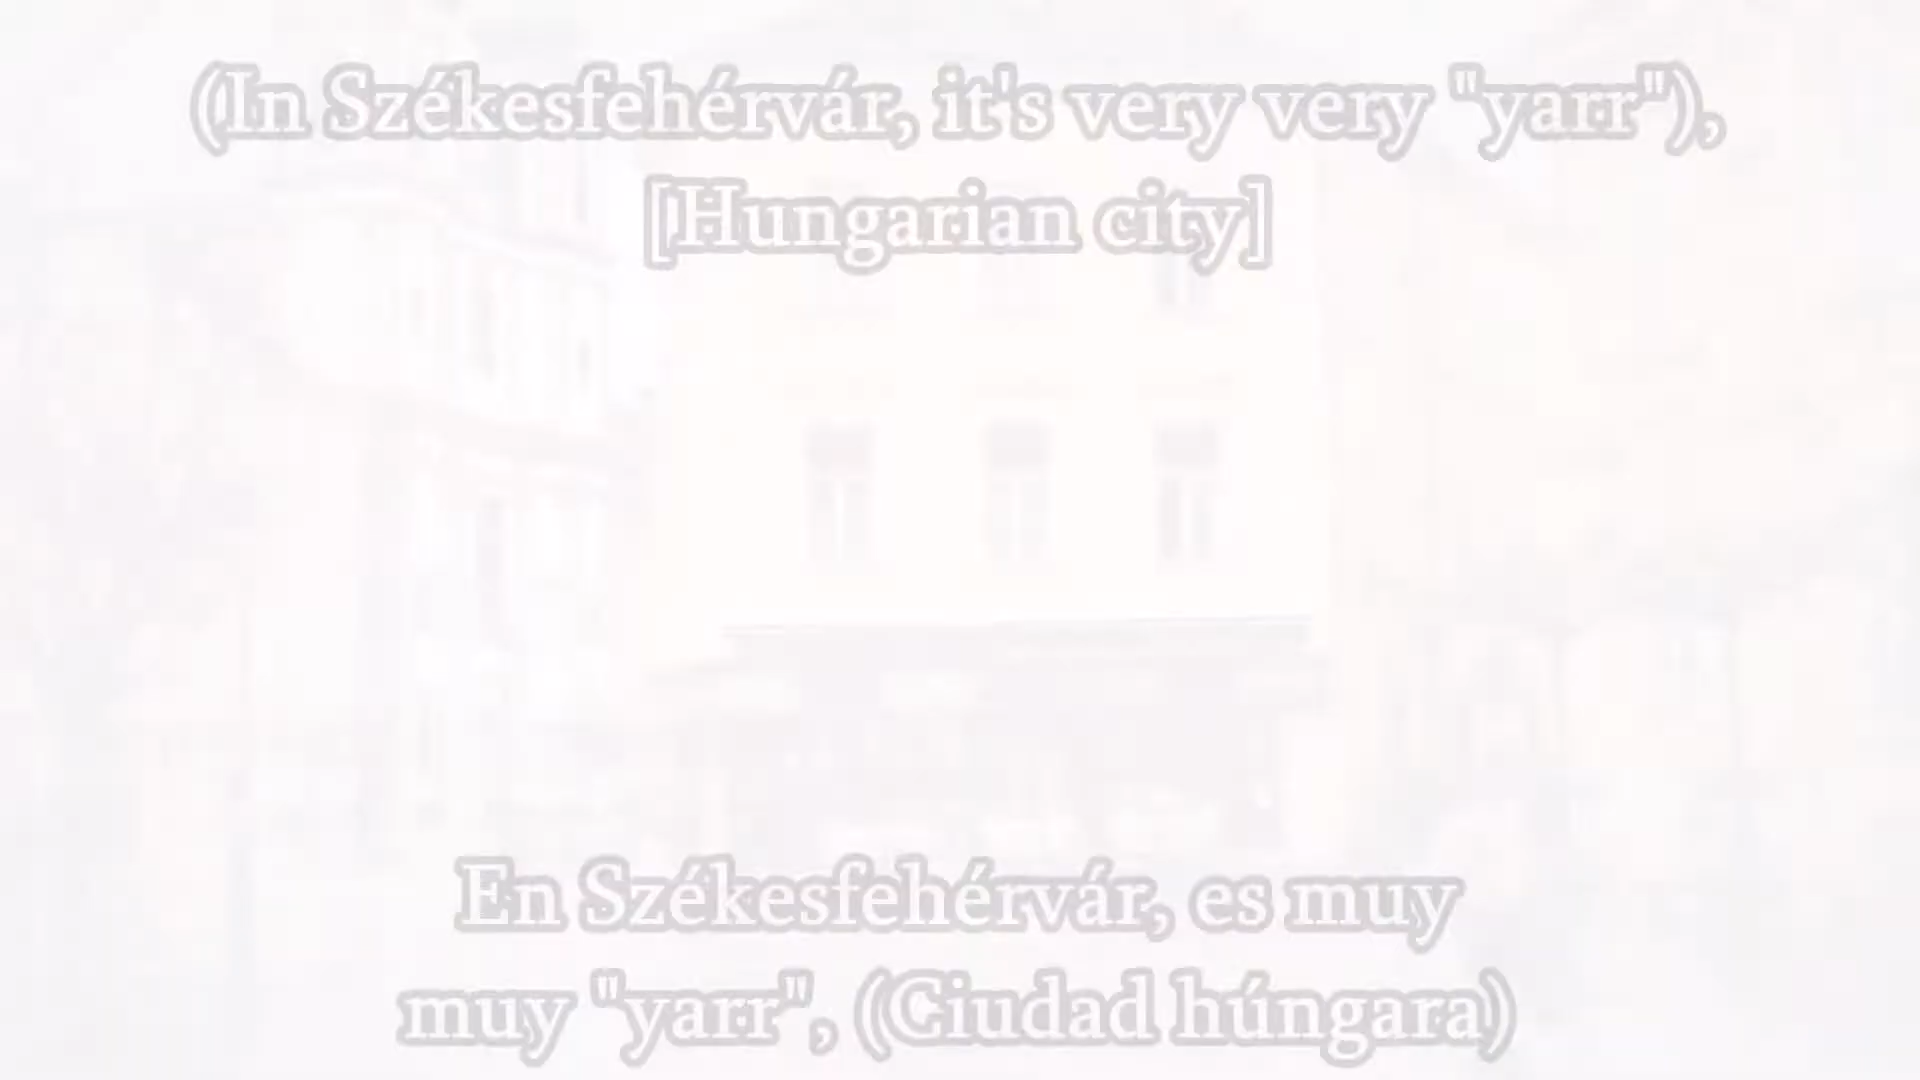 (In Székesfehérvár, it's very very "yarr"),
[Hungarian city]
En Székesfehérvár, es muy
muy "yarr", (Ciudad húngara)